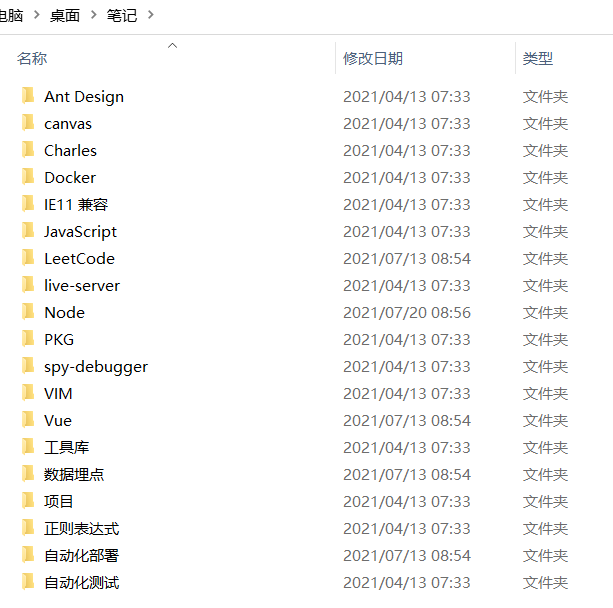 电脑 > 桌面 > 笔记 >
名称 修改日期 类型
Ant Design 2021/04/13 07:33 文件夹
canvas 2021/04/13 07:33 文件夹
Charles 2021/04/13 07:33 文件夹
Docker 2021/04/13 07:33 文件夹
IE11 兼容 2021/04/13 07:33 文件夹
JavaScript 2021/04/13 07:33 文件夹
LeetCode 2021/07/13 08:54 文件夹
live-server 2021/04/13 07:33 文件夹
Node 2021/07/20 08:56 文件夹
PKG 2021/04/13 07:33 文件夹
spy-debugger 2021/04/13 07:33 文件夹
VIM 2021/04/13 07:33 文件夹
Vue 2021/07/13 08:54 文件夹
工具库 2021/04/13 07:33 文件夹
数据埋点 2021/07/13 08:54 文件夹
项目 2021/04/13 07:33 文件夹
正则表达式 2021/04/13 07:33 文件夹
自动化部署 2021/07/13 08:54 文件夹
自动化测试 2021/04/13 07:33 文件夹